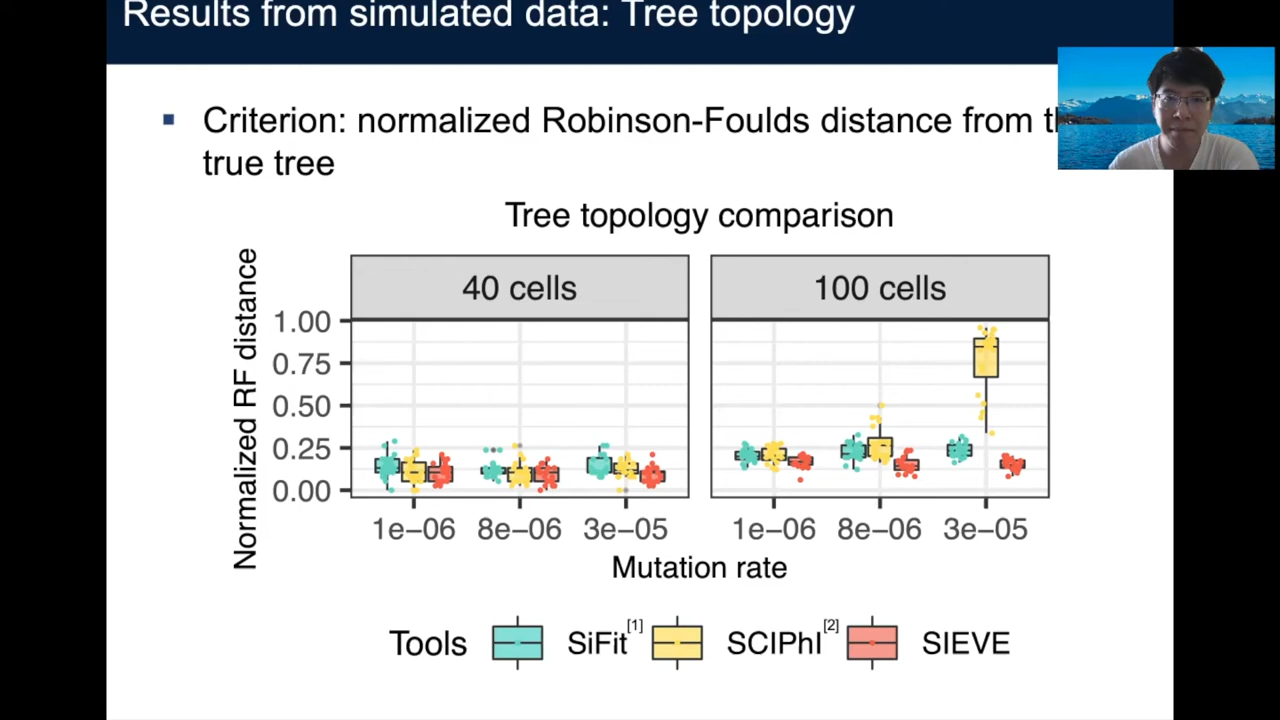 Results from simulated data: Tree topology
Criterion: normalized Robinson-Foulds distance from
true tree
Tree topology comparison
Normalized RF distance
40 cells
100 cells
1.00
0.75
0.50
0.25
0.00
1e−06 8e−06 3e−05
1e−06 8e−06 3e−05
Mutation rate
Tools SiFit[1] SCIPhI[2] SIEVE